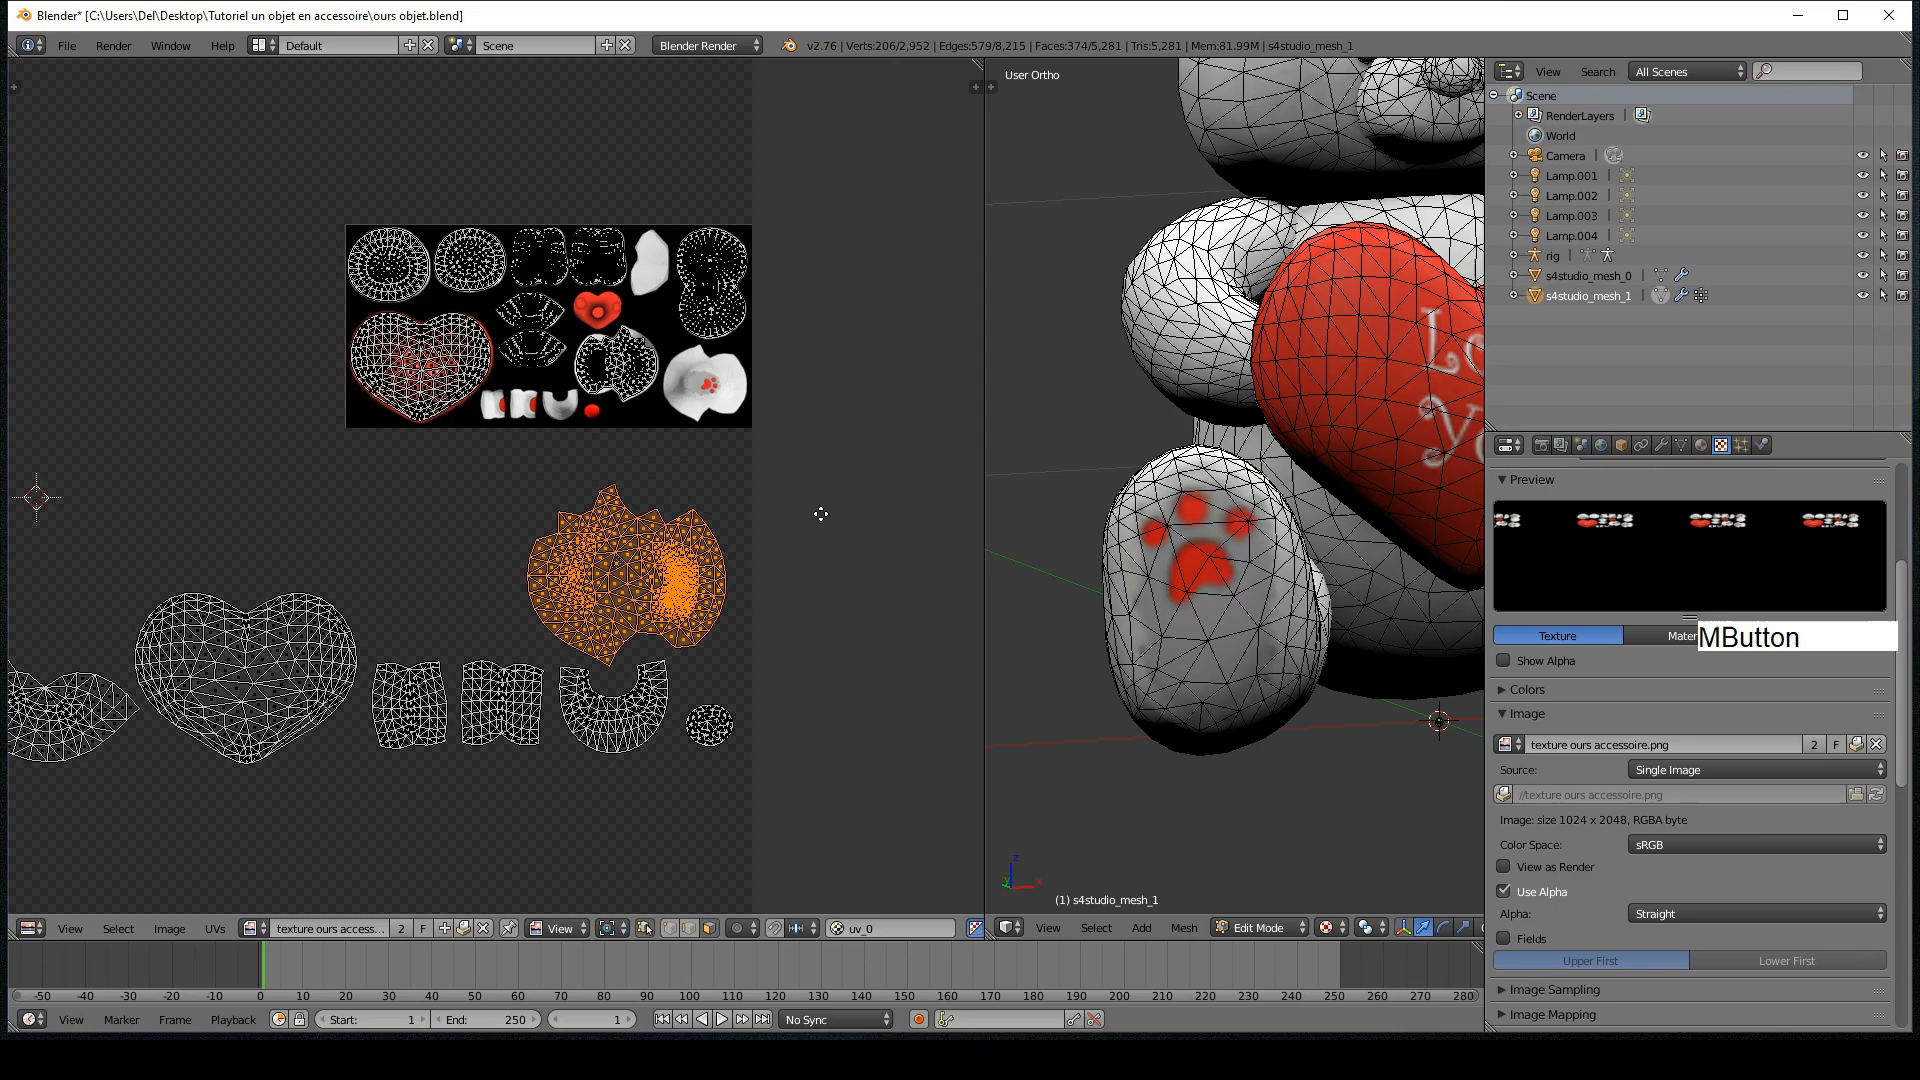 Blender* [C:\Users\Del\Desktop\Tutoriel un objet en accessoire\ours objet.blend]
File Render Window Help Default Scene Blender Render v2.76 | Verts:206/2,952 | Edges:579/8,215 | Faces:374/5,281 | Tris:5,281 | Mem:81.99M | s4studio_mesh_1
User Ortho
View Search All Scenes
Scene
RenderLayers
World
Camera
Lamp.001
Lamp.002
Lamp.003
Lamp.004
rig
s4studio_mesh_0
s4studio_mesh_1
Preview
Texture Mater
MButton
Show Alpha
Colors
Image
texture ours accessoire.png 2 F
Source: Single Image
//texture ours accessoire.png
Image: size 1024 x 2048, RGBA byte
Color Space: sRGB
View as Render
Use Alpha
Alpha: Straight
Fields
Upper First Lower First
Image Sampling
Image Mapping
z
y
x
(1) s4studio_mesh_1
View Select Image UVs texture ours access... 2 F View uv_0
View Select Add Mesh Edit Mode
-50 -40 -30 -20 -10 0 10 20 30 40 50 60 70 80 90 100 110 120 130 140 150 160 170 180 190 200 210 220 230 240 250 260 270 280
View Marker Frame Playback Start: 1 End: 250 1 No Sync